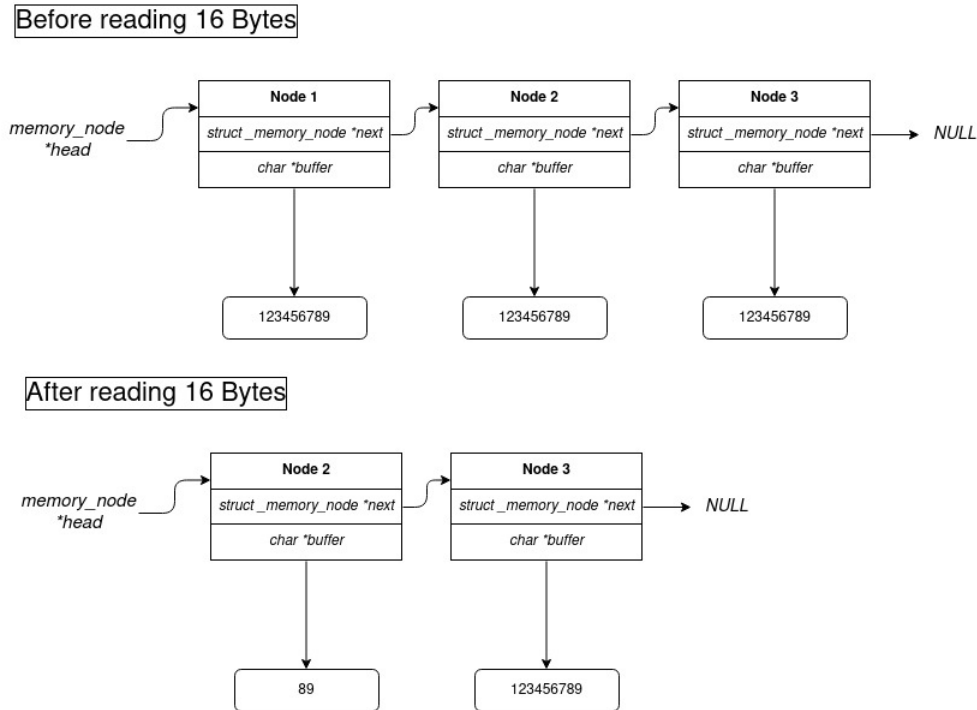 Before reading 16 Bytes
memory_node
*head
Node 1
struct _memory_node *next
char *buffer
123456789
Node 2
struct _memory_node *next
char *buffer
123456789
Node 3
struct _memory_node *next
char *buffer
123456789
NULL
After reading 16 Bytes
memory_node
*head
Node 2
struct _memory_node *next
char *buffer
89
Node 3
struct _memory_node *next
char *buffer
123456789
NULL